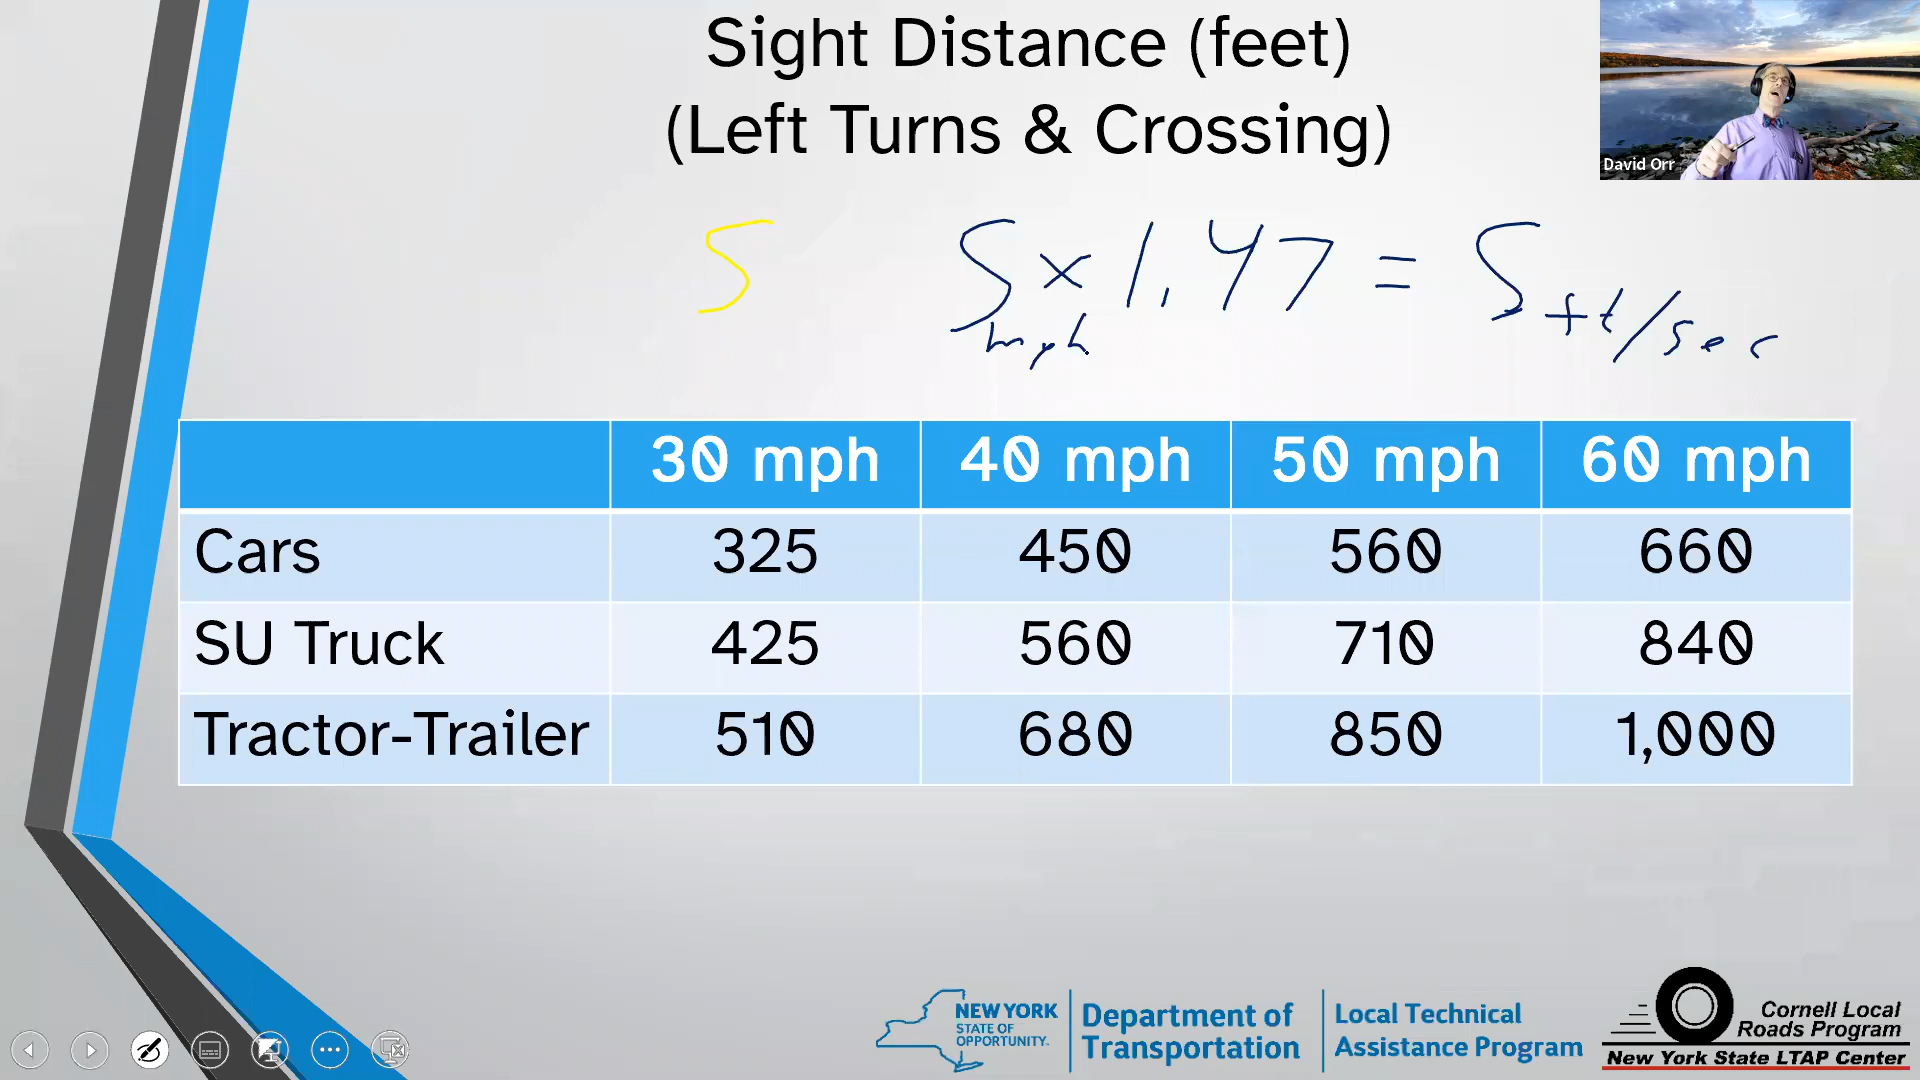 Sight Distance (feet)
(Left Turns & Crossing)
David Orr
S
S mph × 1.47 = S ft/sec
30 mph 40 mph 50 mph 60 mph
Cars 325 450 560 660
SU Truck 425 560 710 840
Tractor-Trailer 510 680 850 1,000
NEW YORK
STATE OF
OPPORTUNITY.
Department of
Transportation
Local Technical
Assistance Program
Cornell Local
Roads Program
New York State LTAP Center